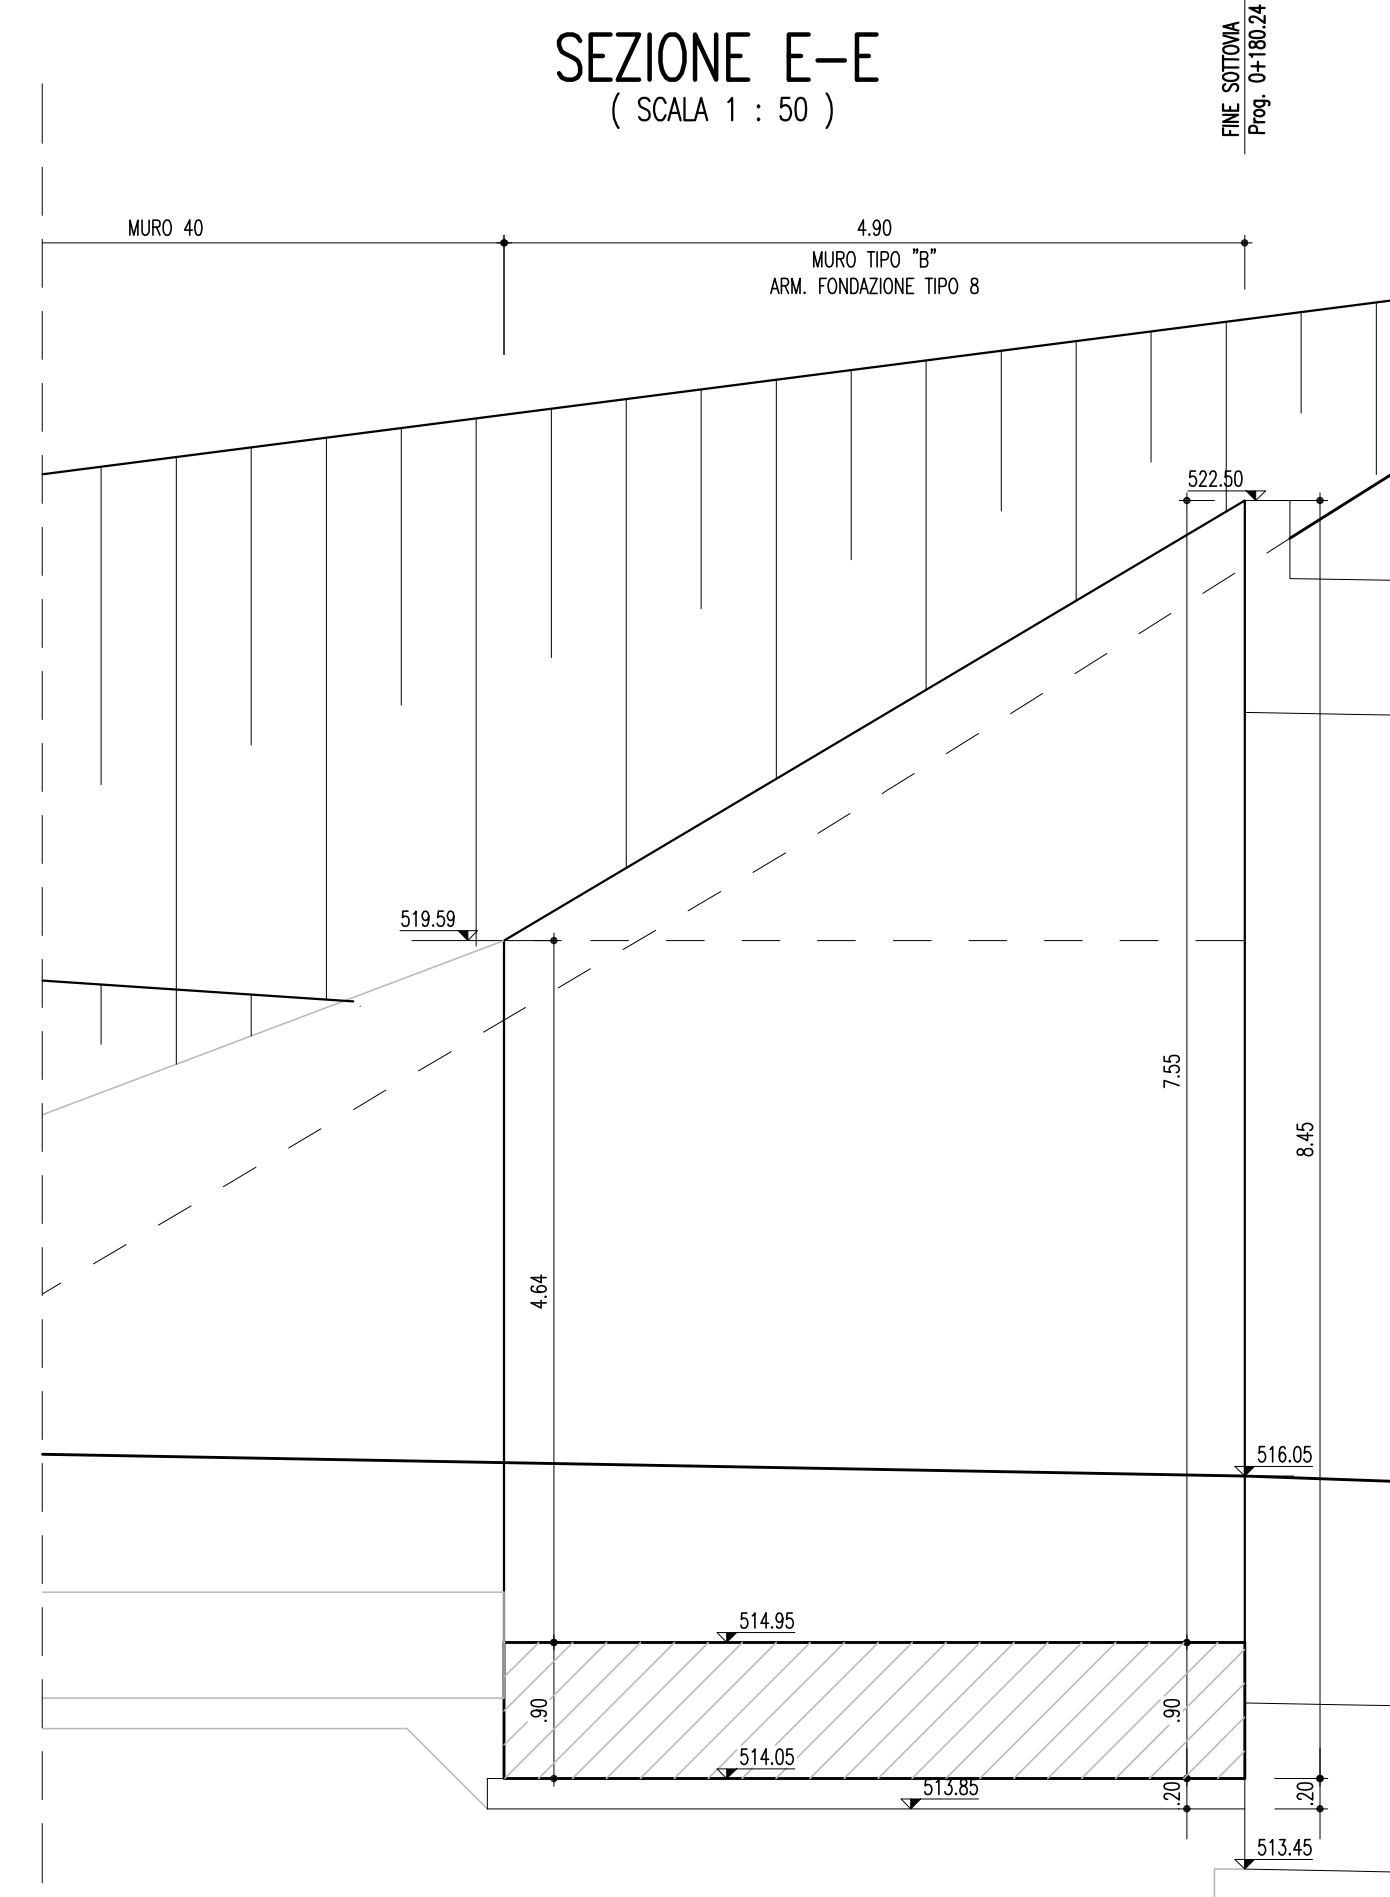 SEZIONE E–E
( SCALA 1 : 50 )
FINE SOTTOVIA
Prog. 0+180.24
MURO 40
4.90
MURO TIPO "B"
ARM. FONDAZIONE TIPO 8
522.50
519.59
7.55
8.45
4.64
516.05
514.95
.90
.90
514.05
513.85
.20
.20
513.45